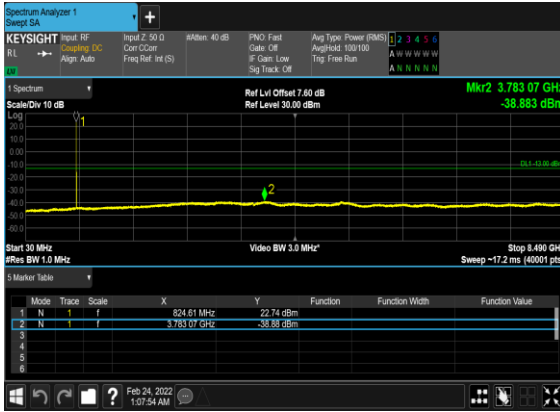 Spectrum Analyzer 1
Swept SA
+
KEYSIGHT Input: RF Input Z: 50 Ω #Atten: 40 dB PNO: Fast Avg Type: Power (RMS) 1 2 3 4 5 6
RL Coupling: DC Corr CCorr Gate: Off Avg|Hold: 100/100 A W W W W W
Align: Auto Freq Ref: Int (S) IF Gain: Low Trig: Free Run
Sig Track: Off A N N N N N
1 Spectrum Ref Lvl Offset 7.60 dB Mkr2 3.783 07 GHz
Scale/Div 10 dB Ref Level 30.00 dBm -38.883 dBm
Log
20.0
10.0
0.00
-10.0
DL1 -13.00 dBm
-20.0
-30.0
-40.0
-50.0
-60.0
1
2
Start 30 MHz Video BW 3.0 MHz* Stop 8.490 GH
#Res BW 1.0 MHz Sweep ~17.2 ms (40001 pts
5 Marker Table
Mode Trace Scale X Y Function Function Width Function Value
1 N 1 f 824.61 MHz 22.74 dBm
2 N 1 f 3.783 07 GHz -38.88 dBm
3
4
5
6
? Feb 24, 2022
1:07:54 AM